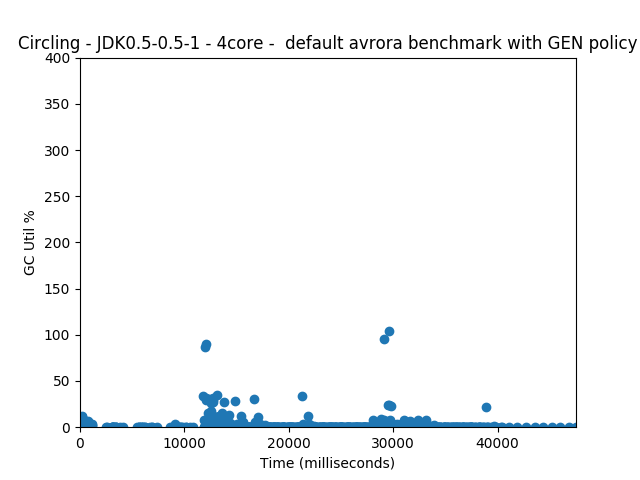 Circling - JDK0.5-0.5-1 - 4core -  default avrora benchmark with GEN policy
400
350
300
250
200
150
100
50
0
GC Util %
0 10000 20000 30000 40000
Time (milliseconds)